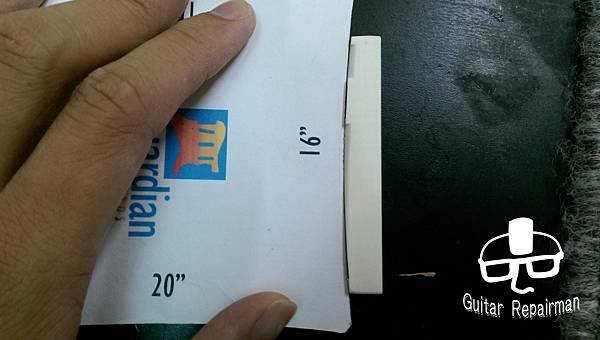 16”
rdian
20”
Guitar Repairman